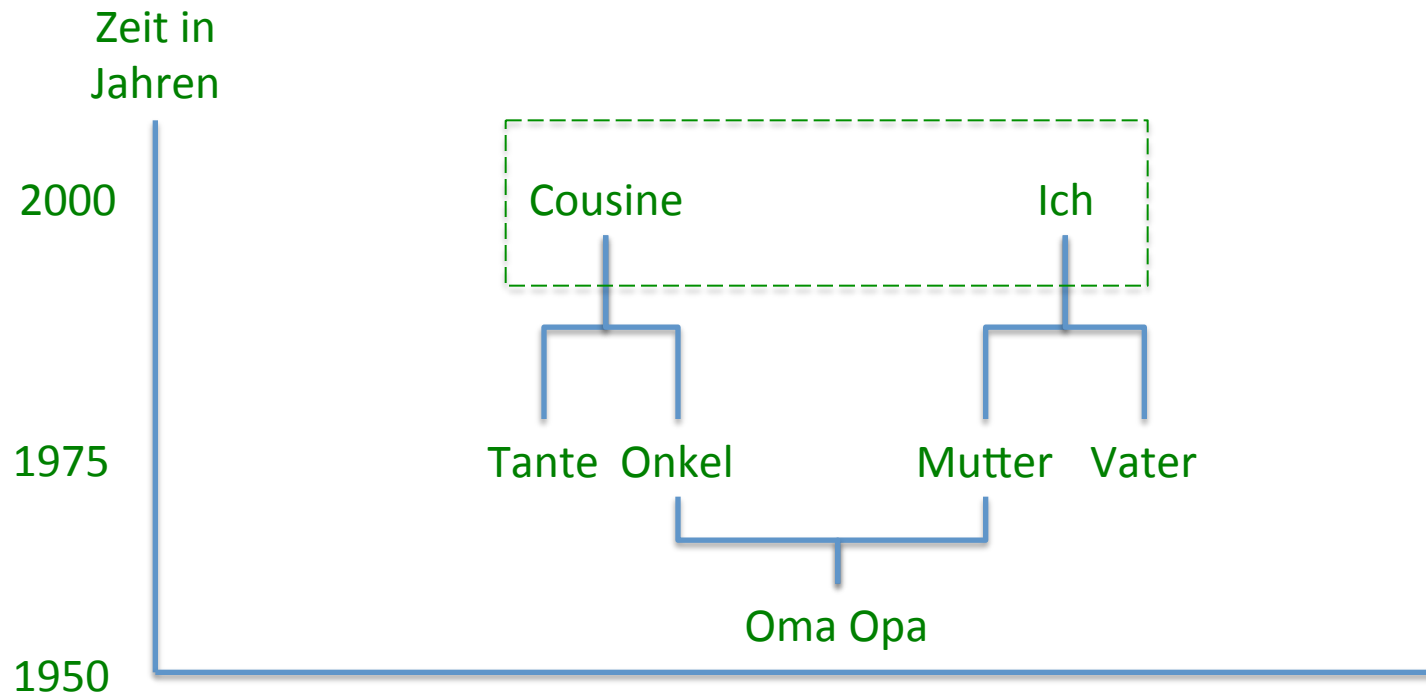 Zeit in
Jahren
2000 Cousine Ich
1975 Tante Onkel Mutter Vater
Oma Opa
1950